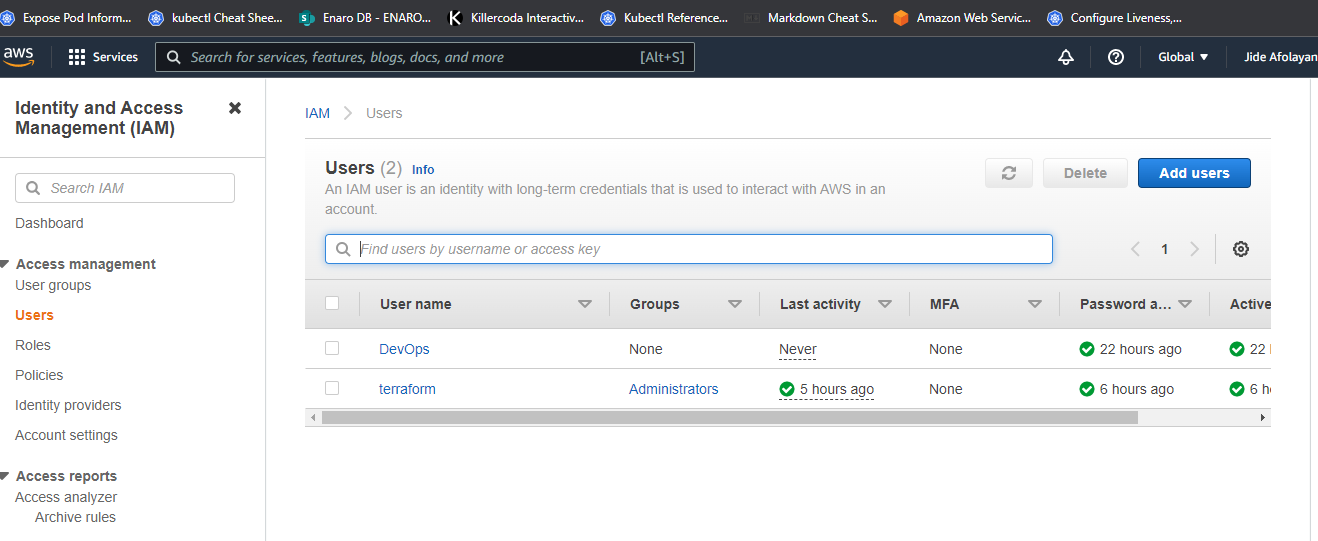 Expose Pod Inform... kubectl Cheat Shee... Enaro DB - ENARO... Killercoda Interactiv... Kubectl Reference... Markdown Cheat S... Amazon Web Servic... Configure Liveness,...
aws Services Search for services, features, blogs, docs, and more [Alt+S] Global Jide Afolayan
Identity and Access
Management (IAM)
Search IAM
Dashboard
Access management
User groups
Users
Roles
Policies
Identity providers
Account settings
Access reports
Access analyzer
Archive rules
IAM Users
Users (2) Info
An IAM user is an identity with long-term credentials that is used to interact with AWS in an
account.
Delete Add users
Find users by username or access key
1
User name Groups Last activity MFA Password a... Active
DevOps None Never None 22 hours ago 22
terraform Administrators 5 hours ago None 6 hours ago 6